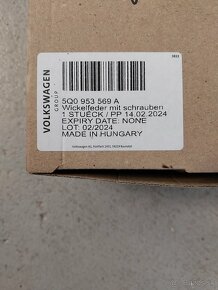 5Q0 953 569 A
Wickelfeder mit schrauben
1 STUECK / PP 14.02.2024
EXPIRY DATE: NONE
LOT: 02/2024
MADE IN HUNGARY
VOLKSWAGEN
GROUP